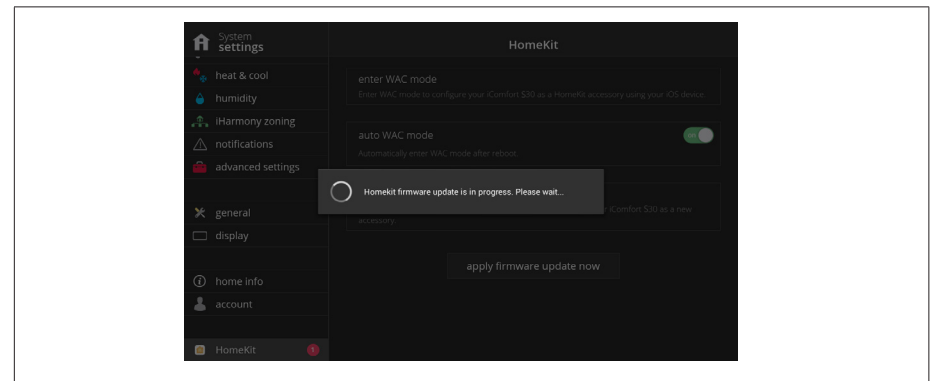 System
settings
HomeKit
heat & cool
humidity
iHarmony zoning
notifications
advanced settings
general
display
home info
account
HomeKit
1
enter WAC mode
Enter WAC mode to configure your iComfort S30 as a HomeKit accessory using your iOS device.
auto WAC mode
on
Automatically enter WAC mode after reboot
Homekit firmware update is in progress. Please wait...
iComfort S30 as a new
accessory.
apply firmware update now